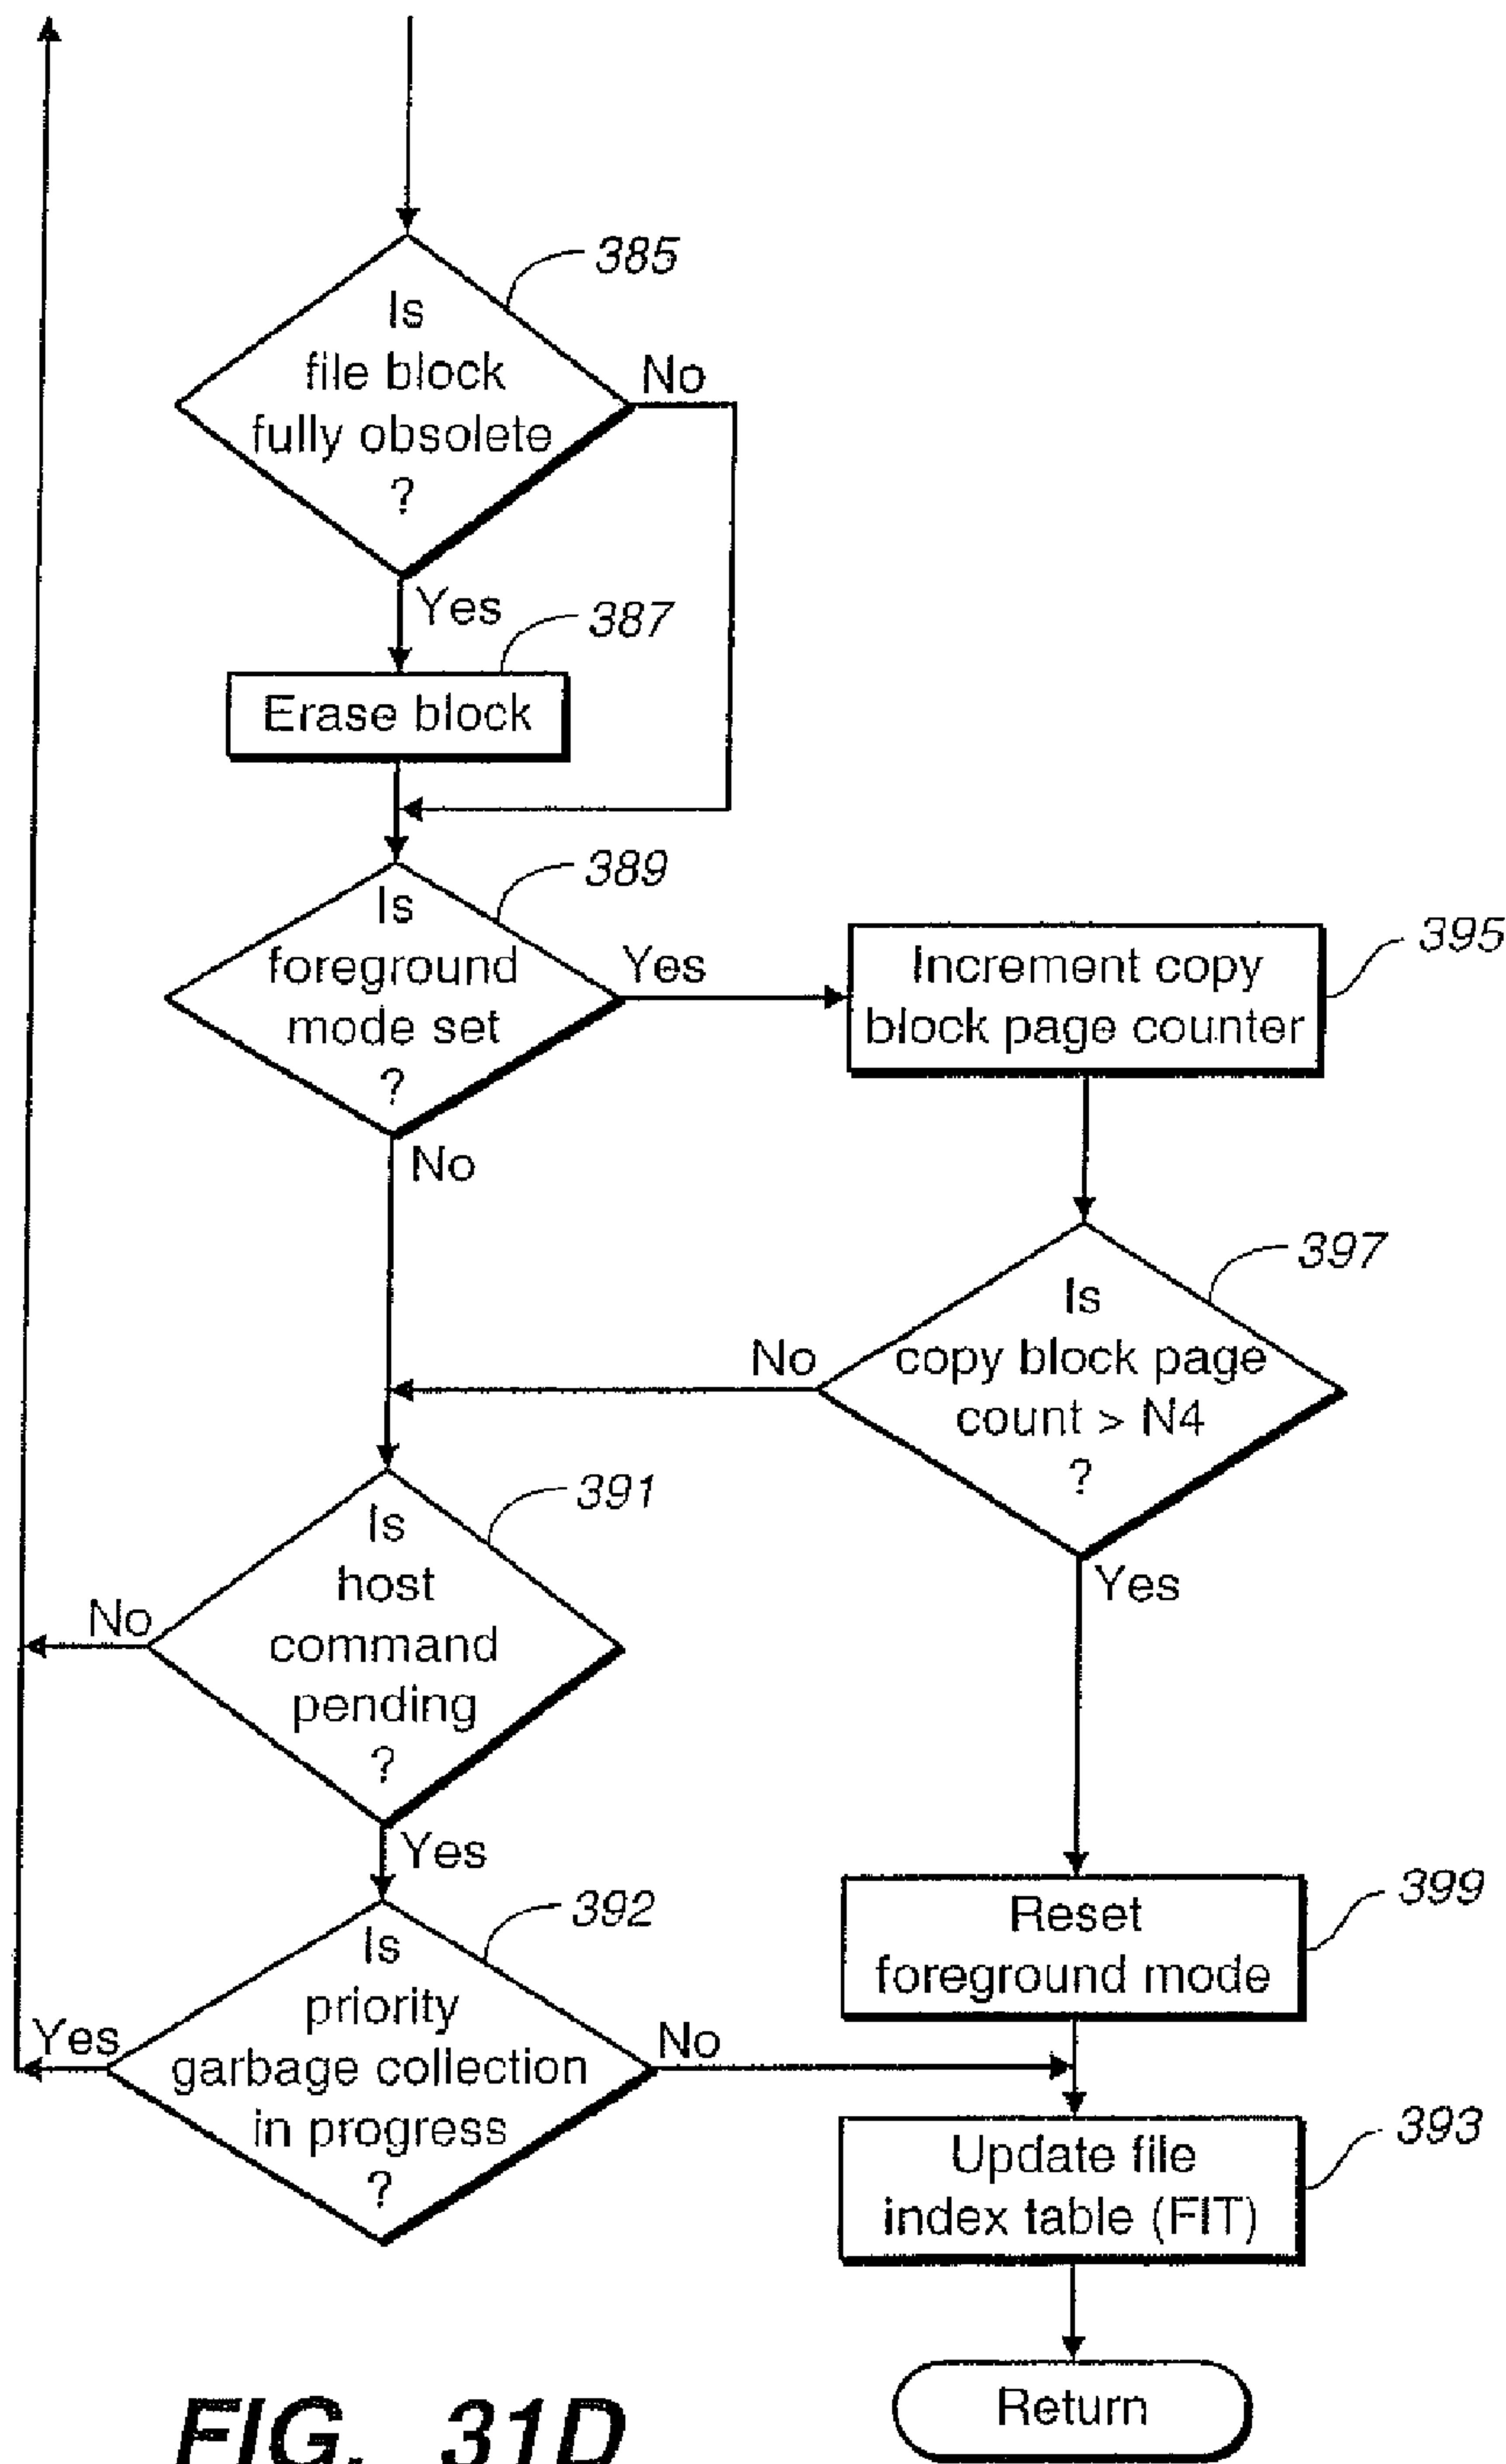 385
Is
file block
fully obsolete
?
No
Yes
387
Erase block
389
Is
foreground
mode set
?
Yes
No
Increment copy
block page counter
395
397
Is
copy block page
count > N4
?
No
Yes
391
Is
host
command
pending
?
No
Yes
392
Is
priority
garbage collection
in progress
?
Yes
No
Reset
foreground mode
399
Update file
index table (FIT)
393
Return
FIG. 31D